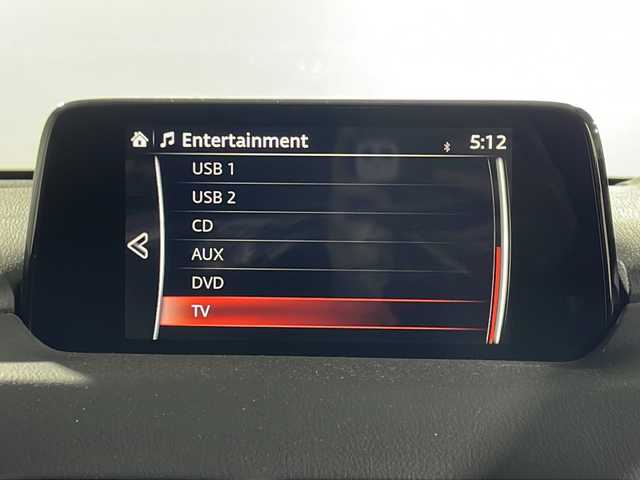 Entertainment 5:12
USB 1
USB 2
CD
AUX
DVD
TV